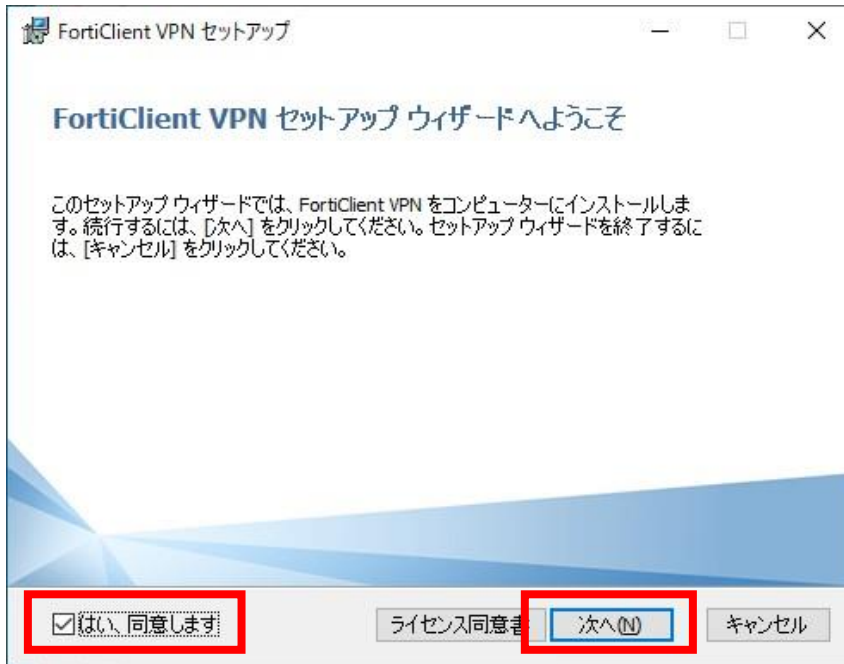 FortiClient VPN セットアップ
FortiClient VPN セットアップ ウィザードへようこそ
このセットアップ ウィザードでは、FortiClient VPN をコンピューターにインストールしま
す。続行するには、[次へ] をクリックしてください。セットアップ ウィザードを終了するに
は、[キャンセル] をクリックしてください。
はい、同意します
ライセンス同意書
次へ(N)
キャンセル